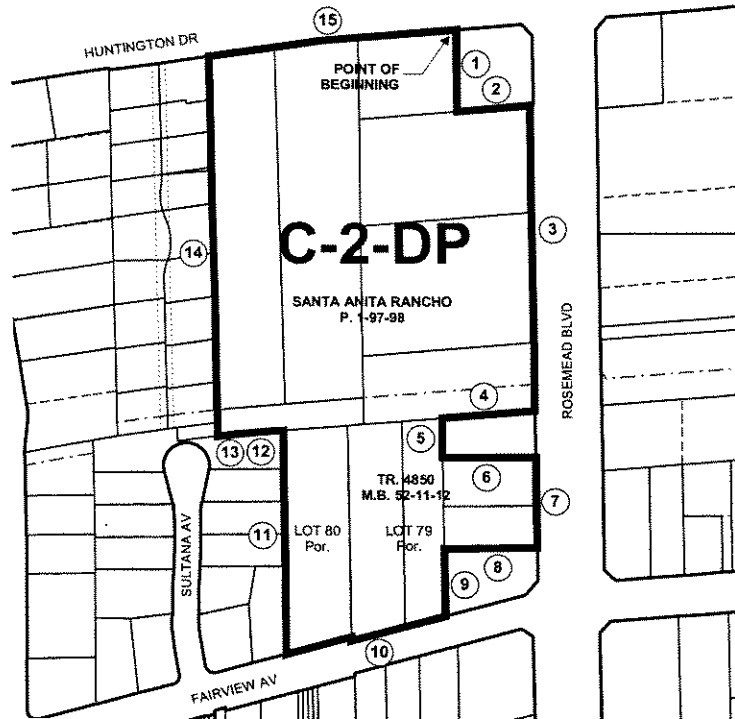 15
HUNTINGTON DR
POINT OF
BEGINNING
1
2
3
14
C-2-DP
SANTA ANITA RANCHO
P. 1-97-98
ROSEMEAD BLVD
4
5
13
12
6
TR. 4850
M.B. 52-11-12
7
11
LOT 80
Por.
LOT 79
Por.
SULTANA AV
8
9
10
FAIRVIEW AV